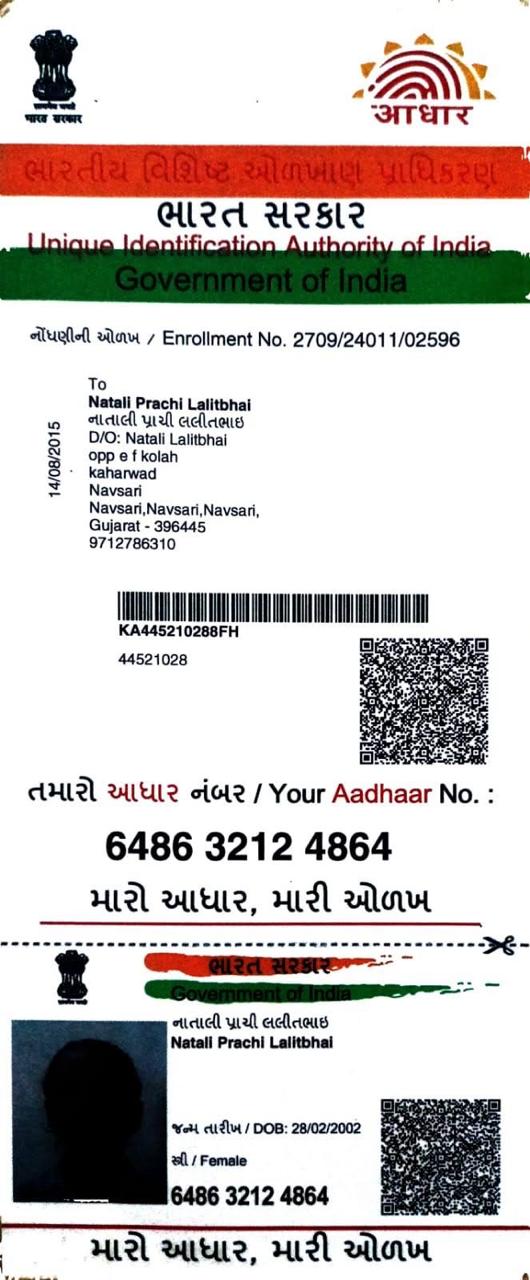 भारत सरकार
आधार
ભારતીય વિશિષ્ટ ઓળખાણ પ્રાધિકરણ
ભારત સરકાર
Unique Identification Authority of India
Government of India
નોંધણીની ઓળખ / Enrollment No. 2709/24011/02596
To
Natali Prachi Lalitbhai
નાતાલી પ્રાચી લલીતભાઇ
D/O: Natali Lalitbhai
opp e f kolah
kaharwad
Navsari
Navsari,Navsari,Navsari,
Gujarat - 396445
9712786310
14/08/2015
KA445210288FH
44521028
તમારો આધાર નંબર / Your Aadhaar No. :
6486 3212 4864
મારો આધાર, મારી ઓળખ
ભારત સરકાર
Government of India
નાતાલી પ્રાચી લલીતભાઇ
Natali Prachi Lalitbhai
જન્મ તારીખ / DOB: 28/02/2002
સ્ત્રી / Female
6486 3212 4864
મારો આધાર, મારી ઓળખ